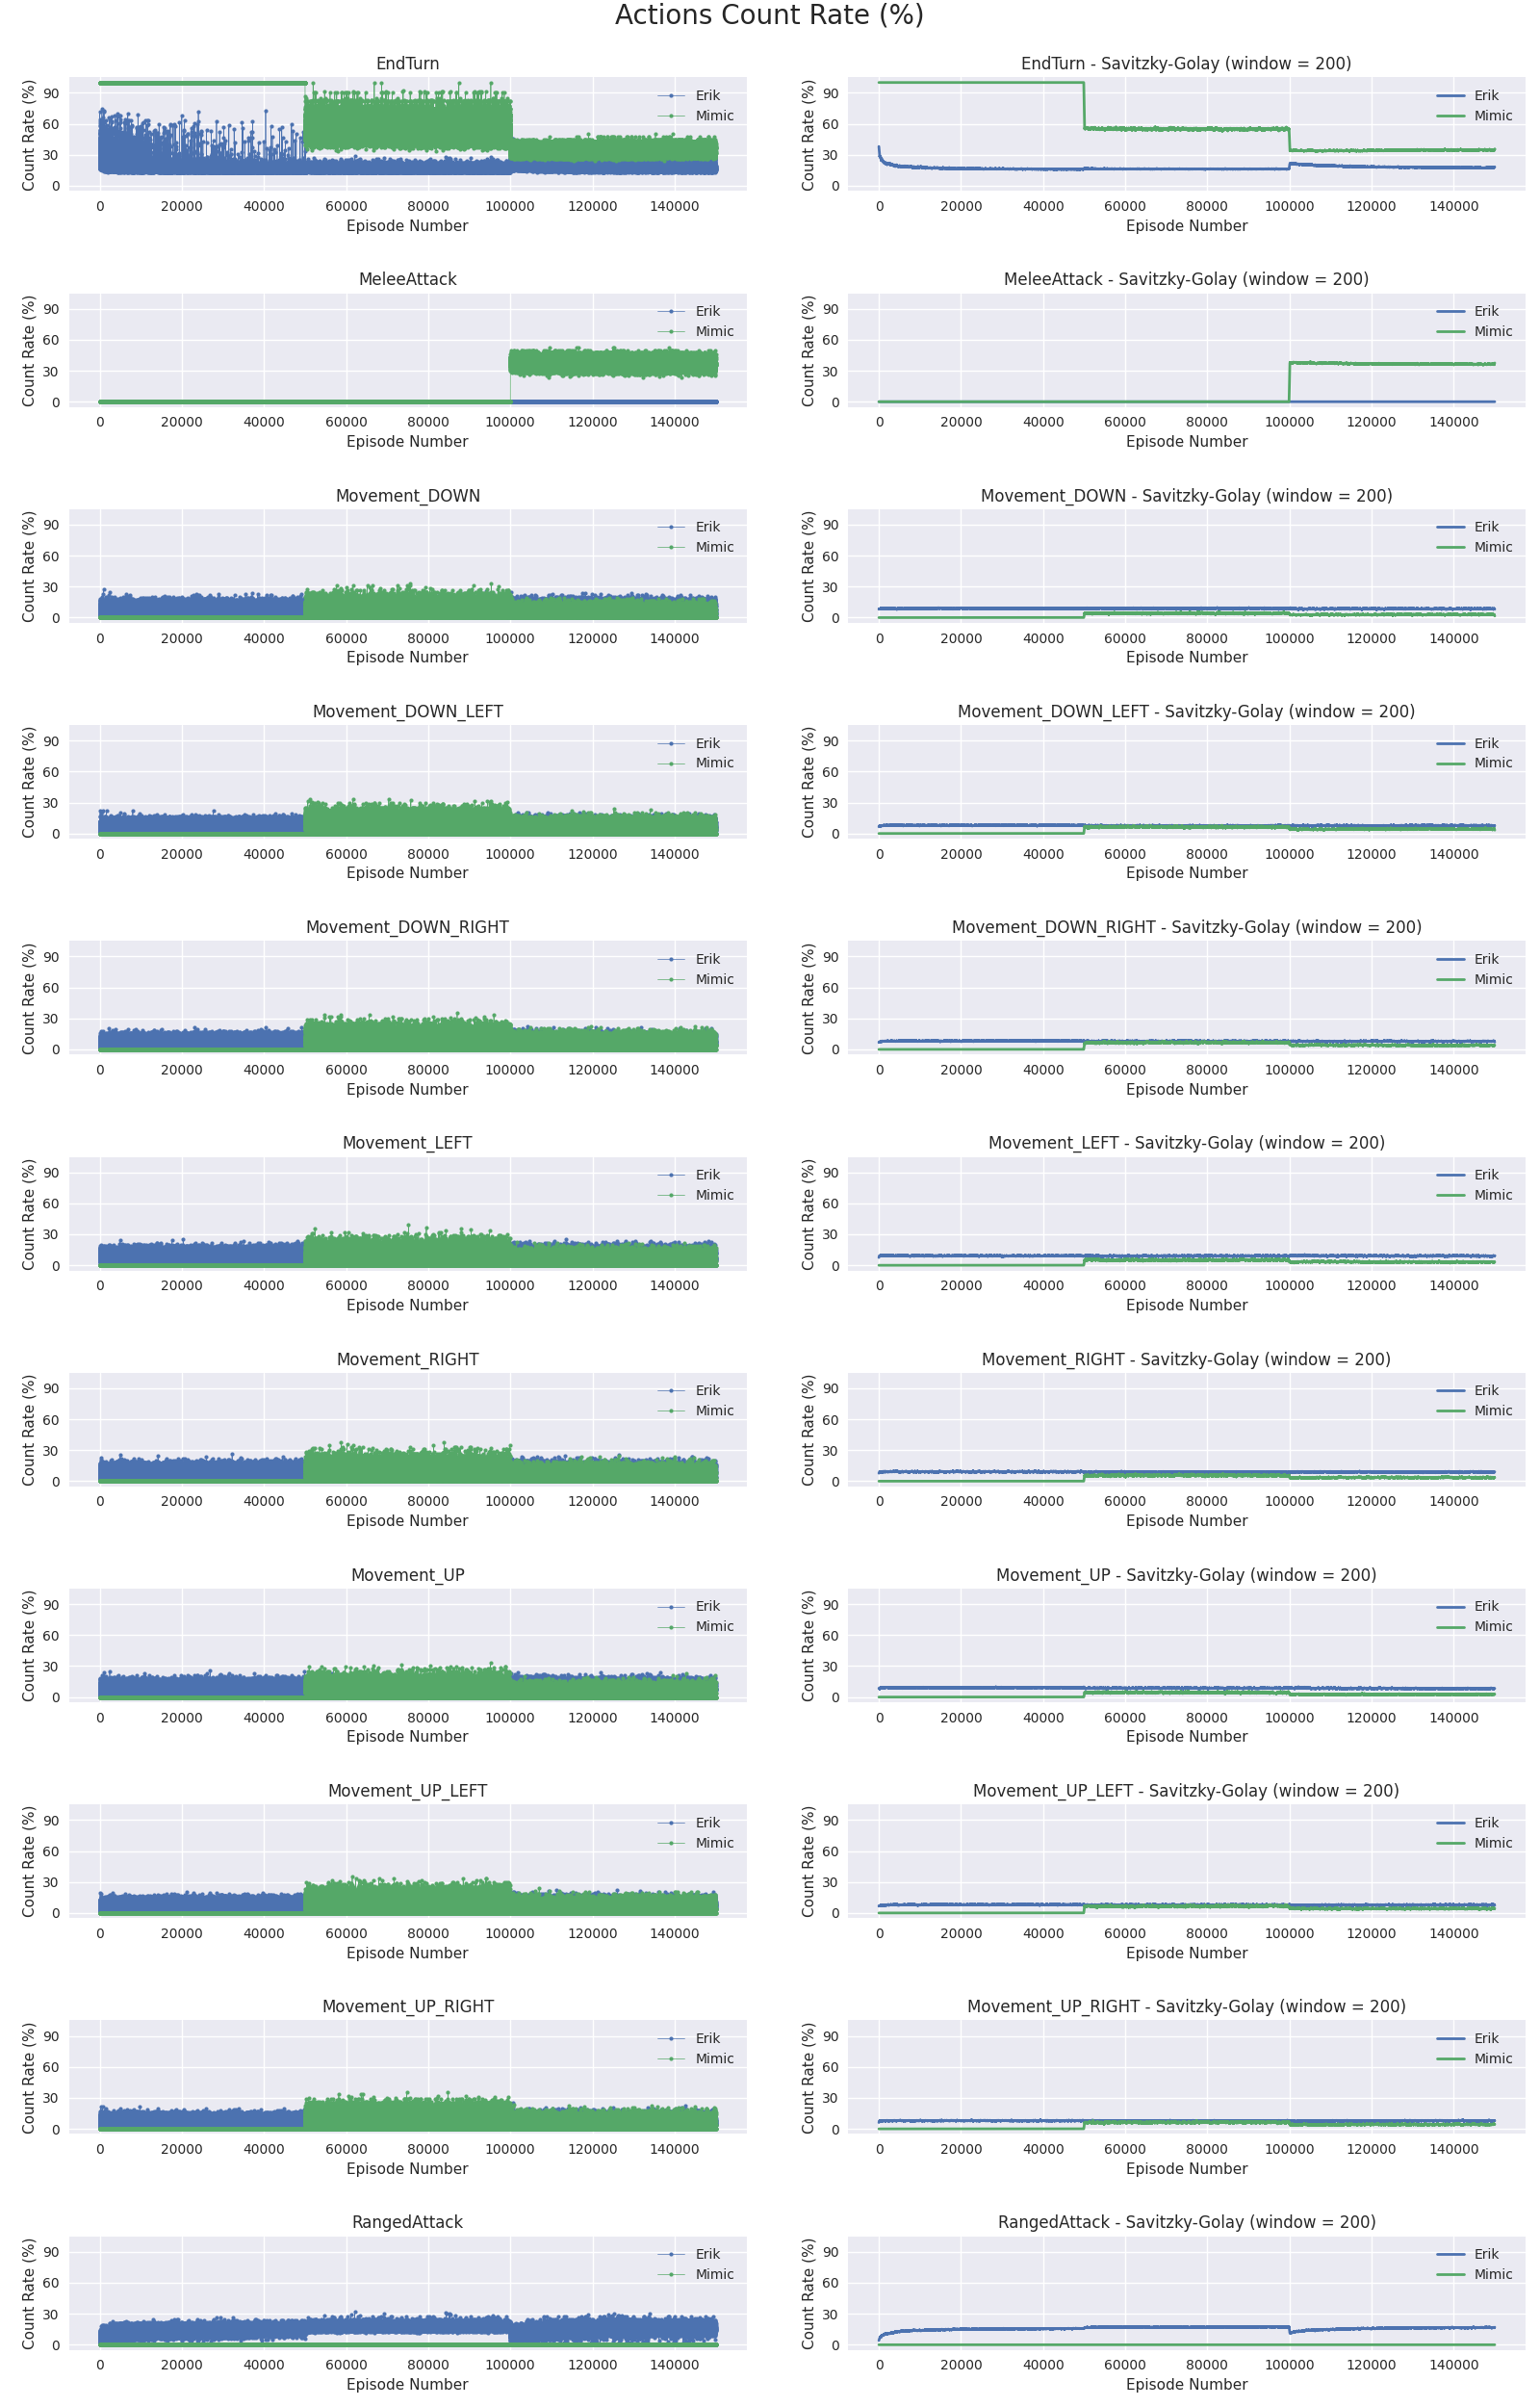 Actions Count Rate (%)
EndTurn
Count Rate (%)
90
60
30
0
Erik
Mimic
0 20000 40000 60000 80000 100000 120000 140000
Episode Number
EndTurn - Savitzky-Golay (window = 200)
Count Rate (%)
90
60
30
0
Erik
Mimic
0 20000 40000 60000 80000 100000 120000 140000
Episode Number
MeleeAttack
Count Rate (%)
90
60
30
0
Erik
Mimic
0 20000 40000 60000 80000 100000 120000 140000
Episode Number
MeleeAttack - Savitzky-Golay (window = 200)
Count Rate (%)
90
60
30
0
Erik
Mimic
0 20000 40000 60000 80000 100000 120000 140000
Episode Number
Movement_DOWN
Count Rate (%)
90
60
30
0
Erik
Mimic
0 20000 40000 60000 80000 100000 120000 140000
Episode Number
Movement_DOWN - Savitzky-Golay (window = 200)
Count Rate (%)
90
60
30
0
Erik
Mimic
0 20000 40000 60000 80000 100000 120000 140000
Episode Number
Movement_DOWN_LEFT
Count Rate (%)
90
60
30
0
Erik
Mimic
0 20000 40000 60000 80000 100000 120000 140000
Episode Number
Movement_DOWN_LEFT - Savitzky-Golay (window = 200)
Count Rate (%)
90
60
30
0
Erik
Mimic
0 20000 40000 60000 80000 100000 120000 140000
Episode Number
Movement_DOWN_RIGHT
Count Rate (%)
90
60
30
0
Erik
Mimic
0 20000 40000 60000 80000 100000 120000 140000
Episode Number
Movement_DOWN_RIGHT - Savitzky-Golay (window = 200)
Count Rate (%)
90
60
30
0
Erik
Mimic
0 20000 40000 60000 80000 100000 120000 140000
Episode Number
Movement_LEFT
Count Rate (%)
90
60
30
0
Erik
Mimic
0 20000 40000 60000 80000 100000 120000 140000
Episode Number
Movement_LEFT - Savitzky-Golay (window = 200)
Count Rate (%)
90
60
30
0
Erik
Mimic
0 20000 40000 60000 80000 100000 120000 140000
Episode Number
Movement_RIGHT
Count Rate (%)
90
60
30
0
Erik
Mimic
0 20000 40000 60000 80000 100000 120000 140000
Episode Number
Movement_RIGHT - Savitzky-Golay (window = 200)
Count Rate (%)
90
60
30
0
Erik
Mimic
0 20000 40000 60000 80000 100000 120000 140000
Episode Number
Movement_UP
Count Rate (%)
90
60
30
0
Erik
Mimic
0 20000 40000 60000 80000 100000 120000 140000
Episode Number
Movement_UP - Savitzky-Golay (window = 200)
Count Rate (%)
90
60
30
0
Erik
Mimic
0 20000 40000 60000 80000 100000 120000 140000
Episode Number
Movement_UP_LEFT
Count Rate (%)
90
60
30
0
Erik
Mimic
0 20000 40000 60000 80000 100000 120000 140000
Episode Number
Movement_UP_LEFT - Savitzky-Golay (window = 200)
Count Rate (%)
90
60
30
0
Erik
Mimic
0 20000 40000 60000 80000 100000 120000 140000
Episode Number
Movement_UP_RIGHT
Count Rate (%)
90
60
30
0
Erik
Mimic
0 20000 40000 60000 80000 100000 120000 140000
Episode Number
Movement_UP_RIGHT - Savitzky-Golay (window = 200)
Count Rate (%)
90
60
30
0
Erik
Mimic
0 20000 40000 60000 80000 100000 120000 140000
Episode Number
RangedAttack
Count Rate (%)
90
60
30
0
Erik
Mimic
0 20000 40000 60000 80000 100000 120000 140000
Episode Number
RangedAttack - Savitzky-Golay (window = 200)
Count Rate (%)
90
60
30
0
Erik
Mimic
0 20000 40000 60000 80000 100000 120000 140000
Episode Number